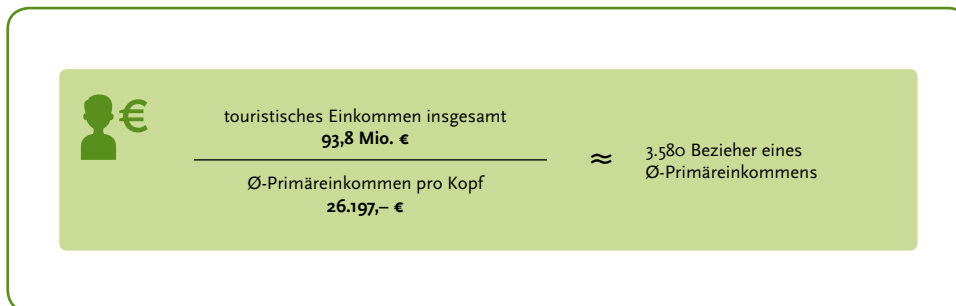 €
touristisches Einkommen insgesamt
93,8 Mio. €
Ø-Primäreinkommen pro Kopf
26.197,– €
≈
3.580 Bezieher eines
Ø-Primäreinkommens